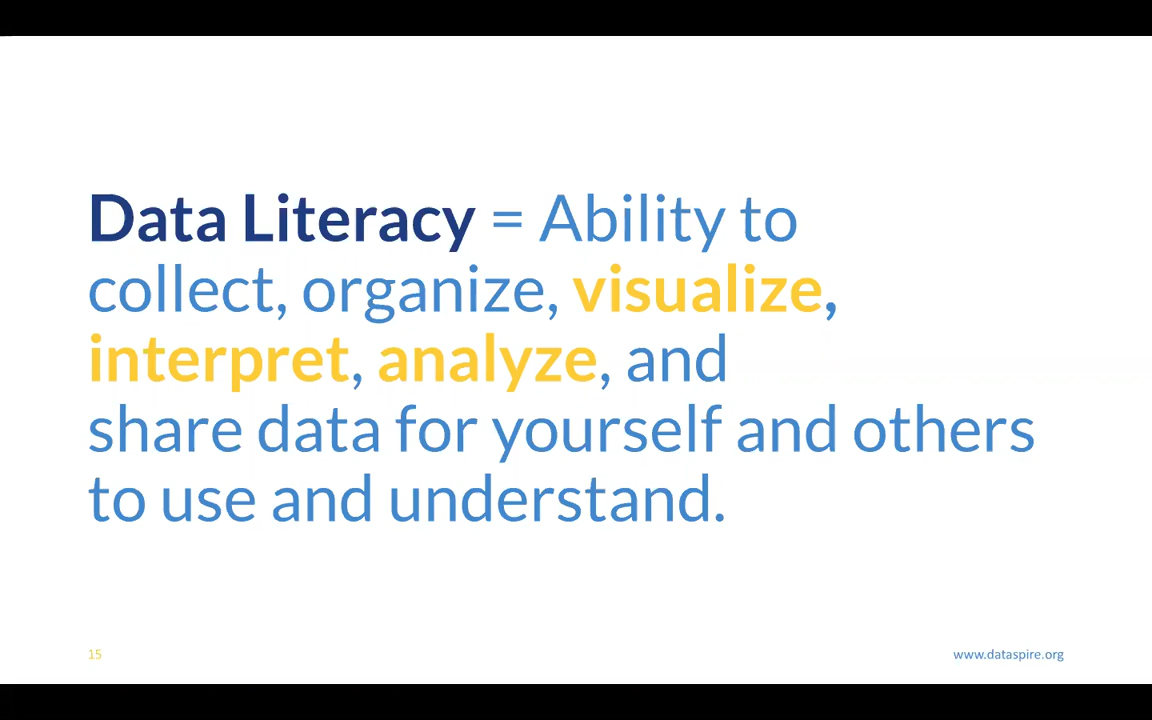 Data Literacy = Ability to
collect, organize, visualize,
interpret, analyze, and
share data for yourself and others
to use and understand.
15
www.dataspire.org